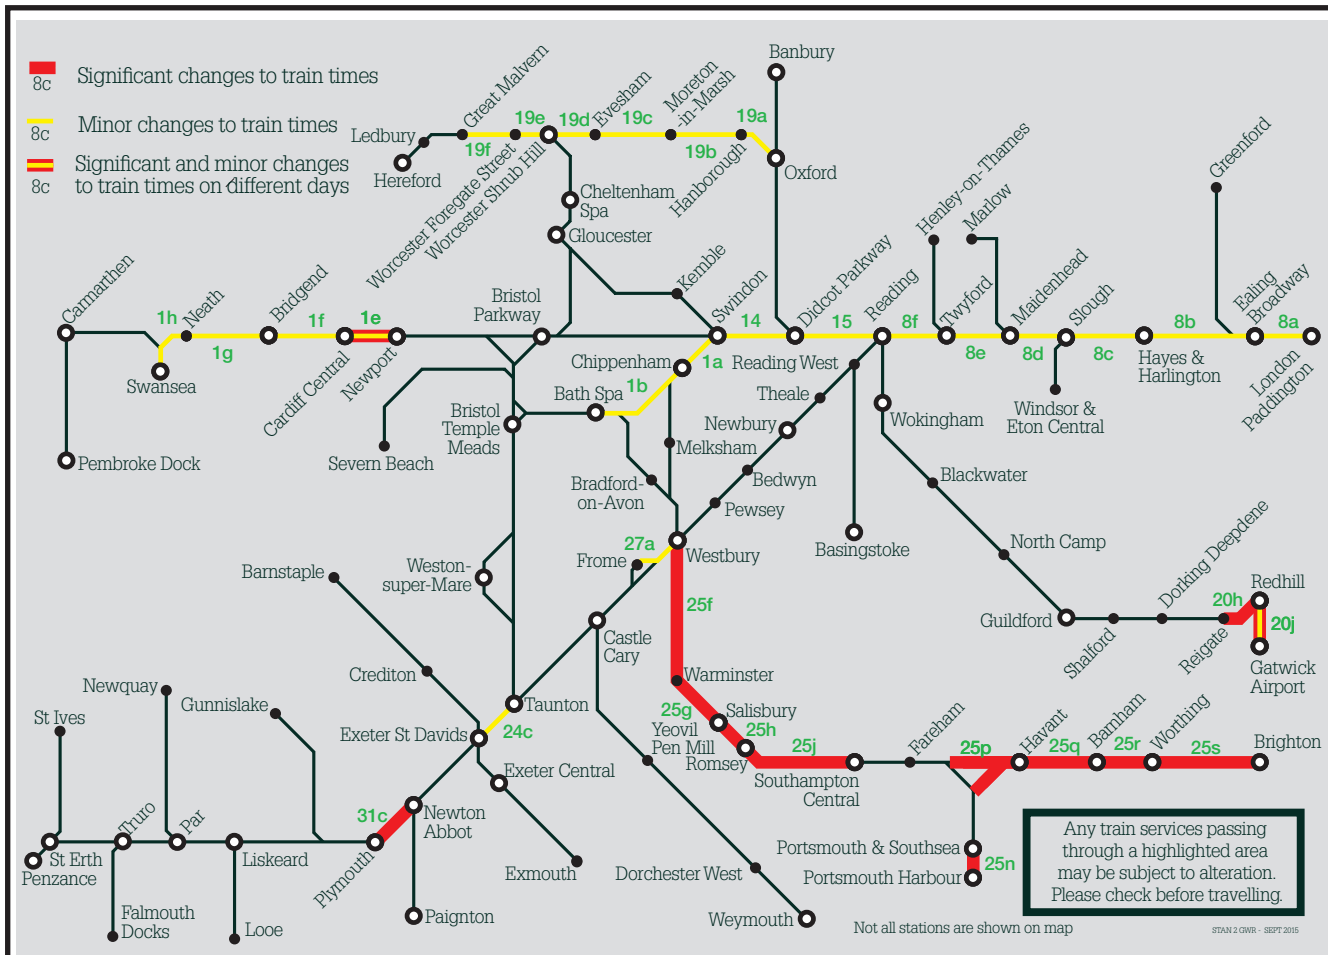 8c
Significant changes to train times
8c
Minor changes to train times
8c
Significant and minor changes
to train times on different days
Banbury
Ledbury
Hereford
Great Malvern
19f
19e
Worcester Foregate Street
Worcester Shrub Hill
19d
Evesham
19c
Moreton
-in-Marsh
19b
19a
Hanborough
Oxford
Cheltenham
Spa
Gloucester
Kemble
Henley-on-Thames
Marlow
Greenford
Carmarthen
1h
Neath
1g
Swansea
Bridgend
1f
Cardiff Central
1e
Newport
Bristol
Parkway
Swindon
14
Didcot Parkway
15
Reading
8f
Twyford
8e
Maidenhead
8d
Slough
8c
8b
Hayes &
Harlington
Ealing
Broadway
8a
London
Paddington
Pembroke Dock
Severn Beach
Chippenham
1a
1b
Bath Spa
Bristol
Temple
Meads
Reading West
Theale
Newbury
Bedwyn
Pewsey
Melksham
Bradford-
on-Avon
Wokingham
Windsor &
Eton Central
Blackwater
Basingstoke
North Camp
Dorking Deepdene
Redhill
20h
20j
Guildford
Shalford
Reigate
Gatwick
Airport
Barnstaple
Weston-
super-Mare
Frome
27a
Westbury
25f
Castle
Cary
Warminster
Crediton
Newquay
Gunnislake
St Ives
Taunton
Exeter St Davids
24c
25g
Salisbury
Yeovil
Pen Mill
25h
Romsey
25j
Southampton
Central
Fareham
25p
Havant
25q
Barnham
25r
Worthing
25s
Brighton
Exeter Central
31c
Newton
Abbot
Truro
Par
St Erth
Penzance
Liskeard
Plymouth
Exmouth
Dorchester West
Portsmouth & Southsea
25n
Portsmouth Harbour
Falmouth
Docks
Looe
Paignton
Weymouth
Any train services passing
through a highlighted area
may be subject to alteration.
Please check before travelling.
Not all stations are shown on map
STAN 2 GWR - SEPT 2015